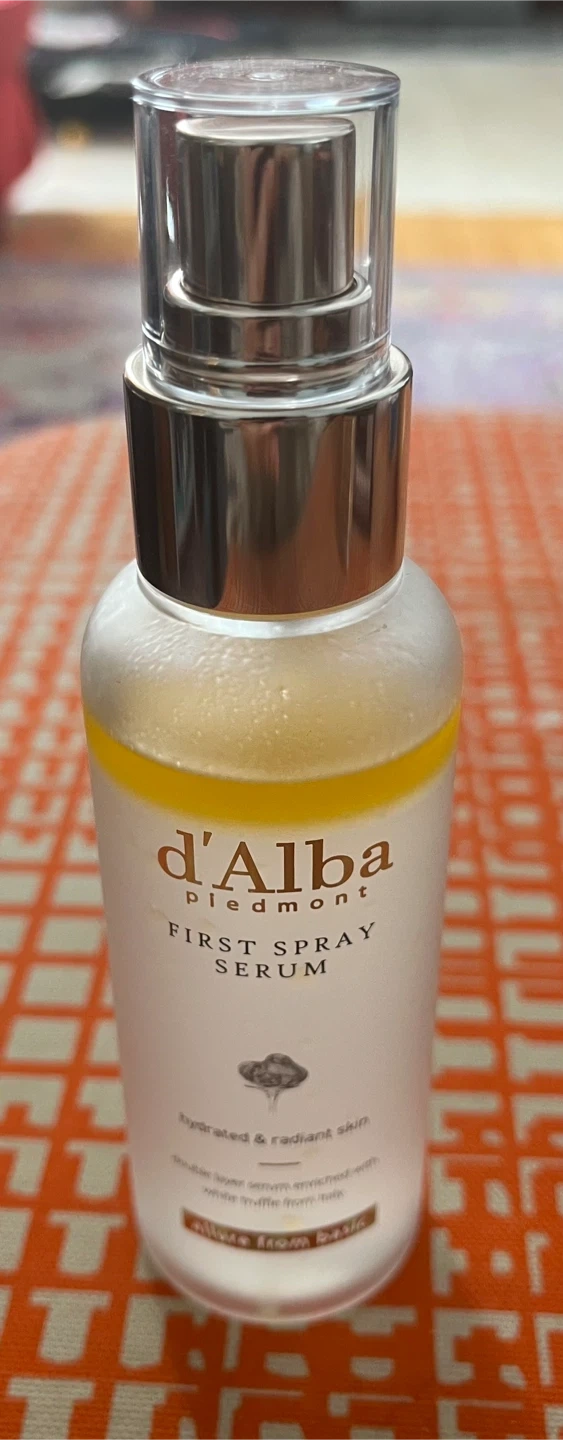 d'Alba
piedmont
FIRST SPRAY
SERUM
hydrated & radiant skin
double layer serum enriched with
white truffle from Italy
allure from basic